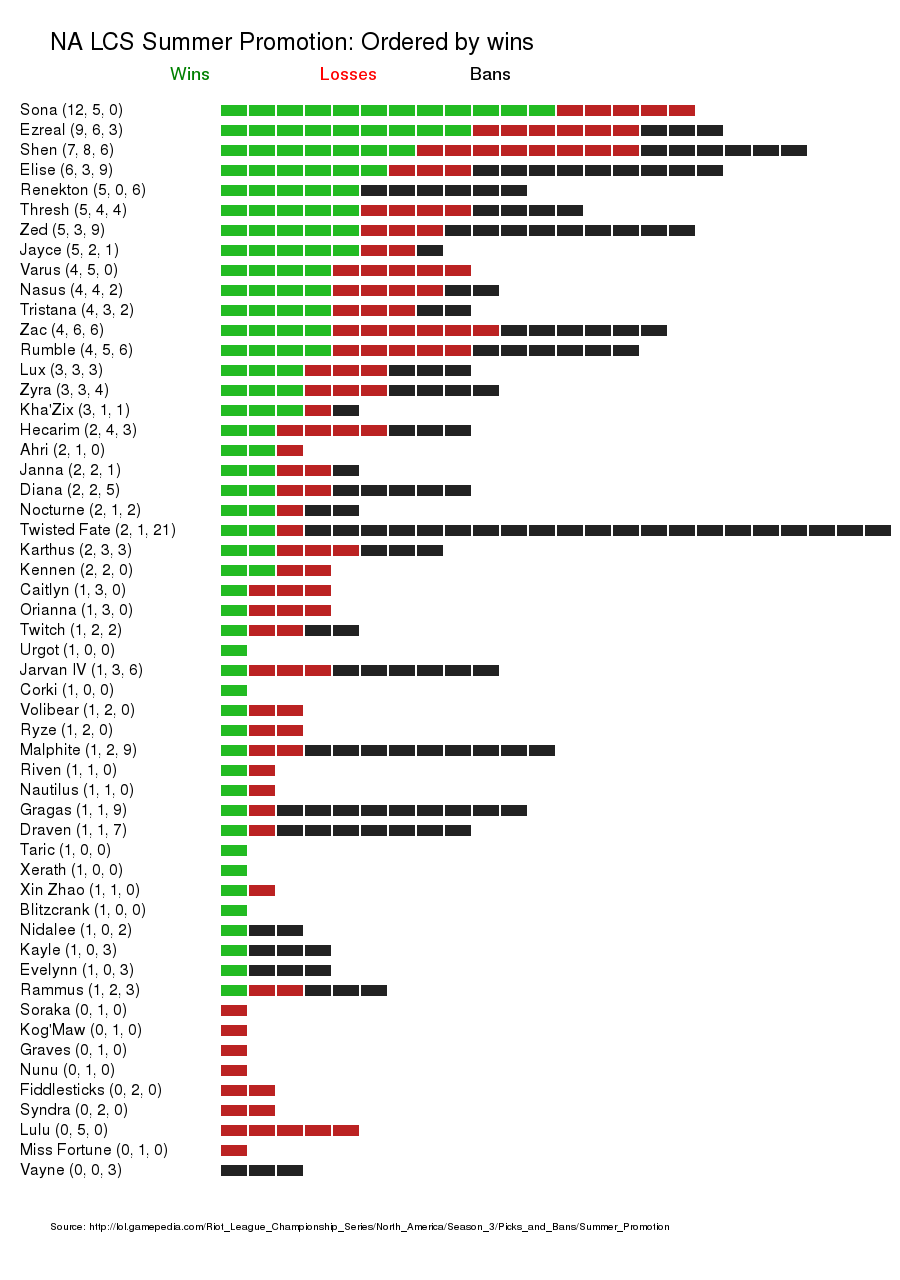 NA LCS Summer Promotion: Ordered by wins
Wins Losses Bans
Sona (12, 5, 0)
Ezreal (9, 6, 3)
Shen (7, 8, 6)
Elise (6, 3, 9)
Renekton (5, 0, 6)
Thresh (5, 4, 4)
Zed (5, 3, 9)
Jayce (5, 2, 1)
Varus (4, 5, 0)
Nasus (4, 4, 2)
Tristana (4, 3, 2)
Zac (4, 6, 6)
Rumble (4, 5, 6)
Lux (3, 3, 3)
Zyra (3, 3, 4)
Kha'Zix (3, 1, 1)
Hecarim (2, 4, 3)
Ahri (2, 1, 0)
Janna (2, 2, 1)
Diana (2, 2, 5)
Nocturne (2, 1, 2)
Twisted Fate (2, 1, 21)
Karthus (2, 3, 3)
Kennen (2, 2, 0)
Caitlyn (1, 3, 0)
Orianna (1, 3, 0)
Twitch (1, 2, 2)
Urgot (1, 0, 0)
Jarvan IV (1, 3, 6)
Corki (1, 0, 0)
Volibear (1, 2, 0)
Ryze (1, 2, 0)
Malphite (1, 2, 9)
Riven (1, 1, 0)
Nautilus (1, 1, 0)
Gragas (1, 1, 9)
Draven (1, 1, 7)
Taric (1, 0, 0)
Xerath (1, 0, 0)
Xin Zhao (1, 1, 0)
Blitzcrank (1, 0, 0)
Nidalee (1, 0, 2)
Kayle (1, 0, 3)
Evelynn (1, 0, 3)
Rammus (1, 2, 3)
Soraka (0, 1, 0)
Kog'Maw (0, 1, 0)
Graves (0, 1, 0)
Nunu (0, 1, 0)
Fiddlesticks (0, 2, 0)
Syndra (0, 2, 0)
Lulu (0, 5, 0)
Miss Fortune (0, 1, 0)
Vayne (0, 0, 3)
Source: http://lol.gamepedia.com/Riot_League_Championship_Series/North_America/Season_3/Picks_and_Bans/Summer_Promotion